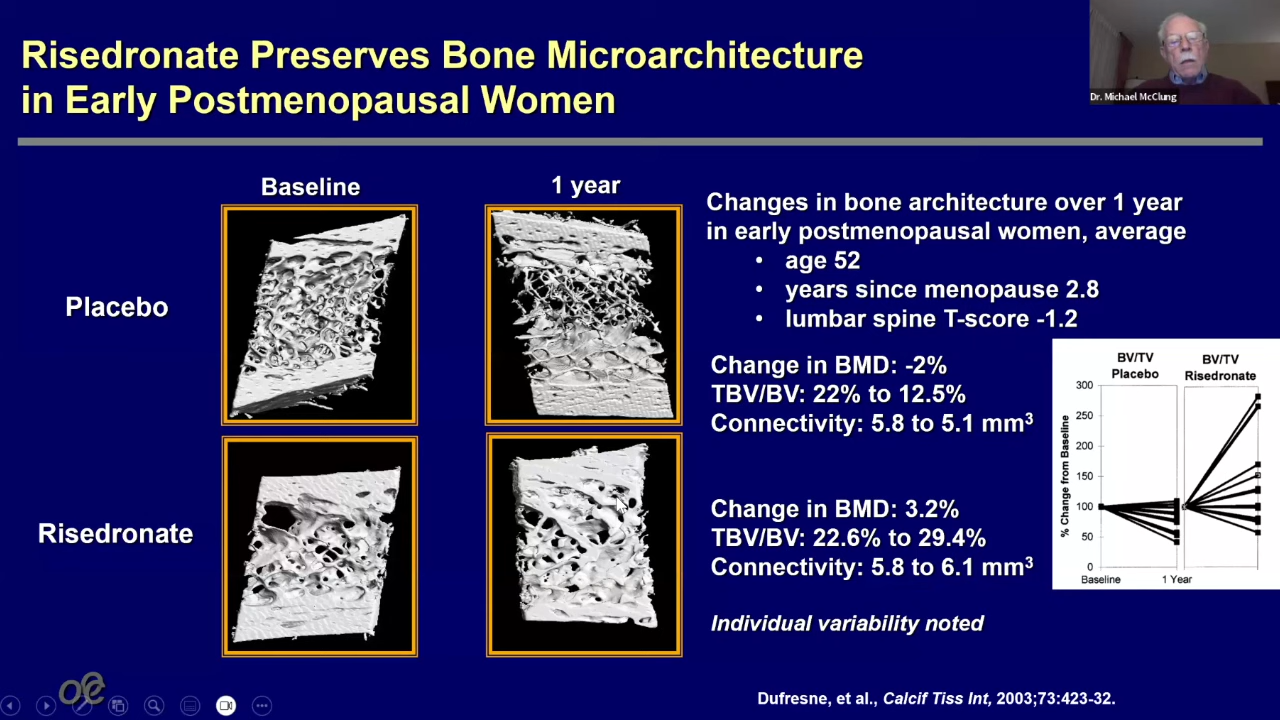 Risedronate Preserves Bone Microarchitecture
in Early Postmenopausal Women
Dr. Michael McClung
Baseline
1 year
Placebo
Risedronate
Changes in bone architecture over 1 year
in early postmenopausal women, average
• age 52
• years since menopause 2.8
• lumbar spine T-score -1.2
Change in BMD: -2%
TBV/BV: 22% to 12.5%
Connectivity: 5.8 to 5.1 mm³
Change in BMD: 3.2%
TBV/BV: 22.6% to 29.4%
Connectivity: 5.8 to 6.1 mm³
Individual variability noted
BV/TV
Placebo
BV/TV
Risedronate
% Change from Baseline
300
250
200
150
100
50
0
Baseline
1 Year
oe
Dufresne, et al., Calcif Tiss Int, 2003;73:423-32.